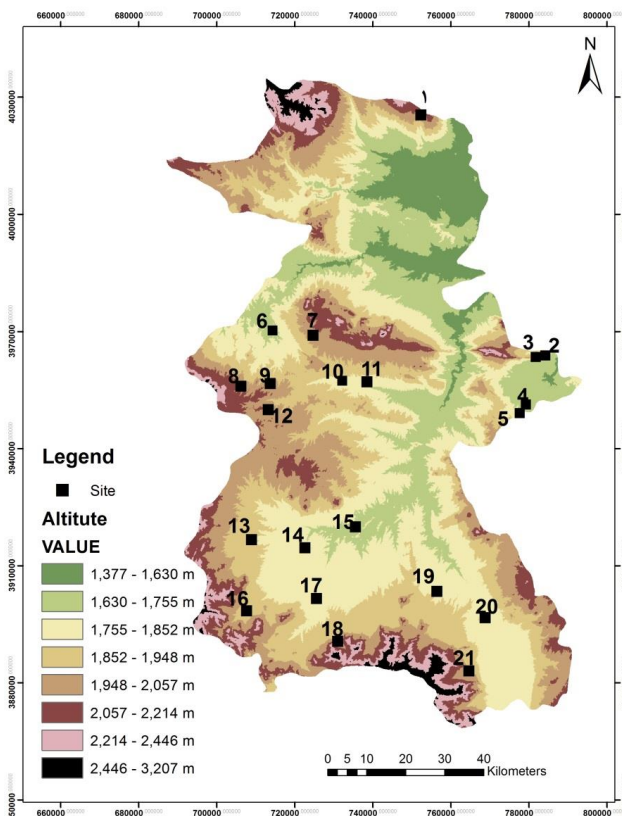 660000 680000 700000 720000 740000 760000 780000 800000
N
4030000
4000000
3970000
3940000
3910000
3880000
50000
7
6
3 2
8 9 10 11
4
12
5
13
14 15
16 17 19
18 20
21
Legend
Site
Altitute
VALUE
1,377 - 1,630 m
1,630 - 1,755 m
1,755 - 1,852 m
1,852 - 1,948 m
1,948 - 2,057 m
2,057 - 2,214 m
2,214 - 2,446 m
2,446 - 3,207 m
0 5 10 20 30 40
Kilometers
660000 680000 700000 720000 740000 760000 780000 800000